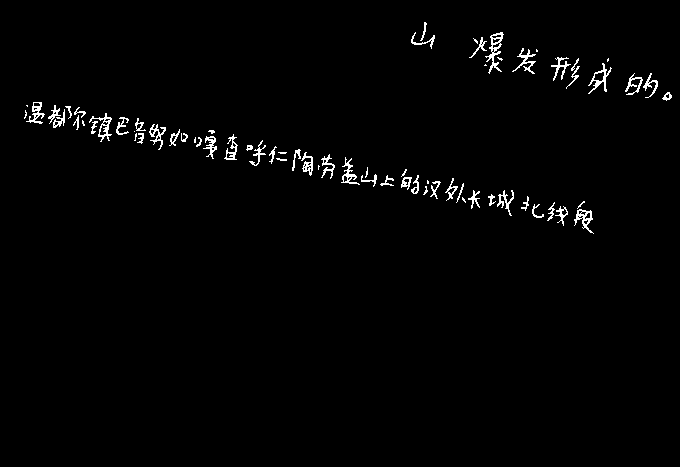 山 爆发形成的。
温都尔镇巴音努如嘎查呼仁陶劳盖山上的汉外长城北线段